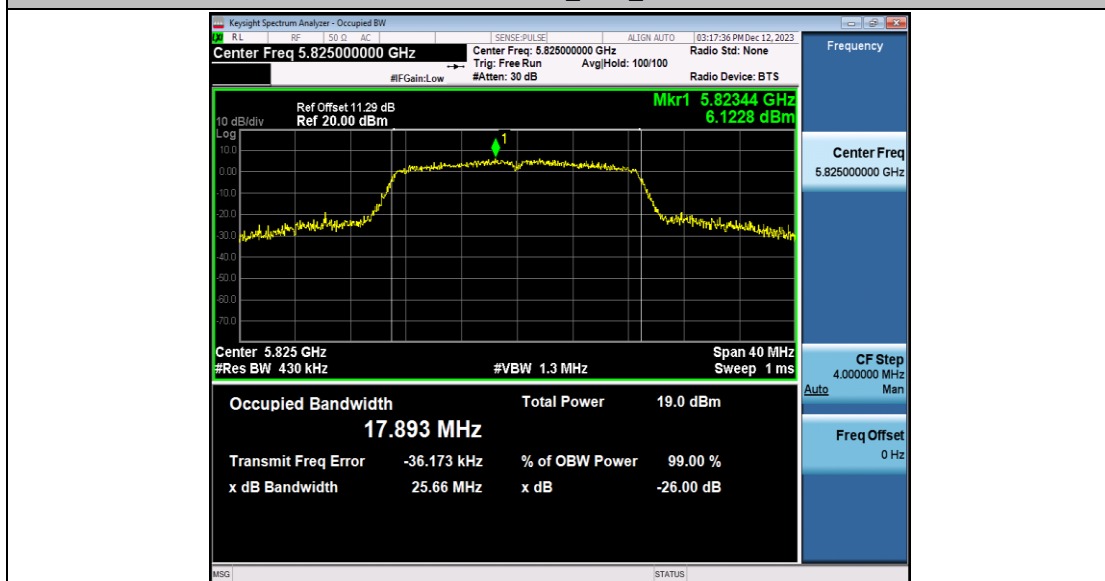 Keysight Spectrum Analyzer - Occupied BW
RL RF 50 Ω AC SENSE:PULSE ALIGN AUTO 03:17:36 PM Dec 12, 2023
Center Freq 5.825000000 GHz
Center Freq: 5.825000000 GHz
Radio Std: None
Trig: Free Run Avg|Hold: 100/100
#IFGain:Low #Atten: 30 dB Radio Device: BTS
Ref Offset 11.29 dB
10 dB/div Ref 20.00 dBm
Mkr1 5.82344 GHz
6.1228 dBm
Log
1
10.0
0.00
-10.0
-20.0
-30.0
-40.0
-50.0
-60.0
-70.0
Center 5.825 GHz Span 40 MHz
#Res BW 430 kHz #VBW 1.3 MHz Sweep 1 ms
Occupied Bandwidth Total Power 19.0 dBm
17.893 MHz
Transmit Freq Error -36.173 kHz % of OBW Power 99.00 %
x dB Bandwidth 25.66 MHz x dB -26.00 dB
MSG STATUS
Frequency
Center Freq
5.825000000 GHz
CF Step
4.000000 MHz
Auto Man
Freq Offset
0 Hz